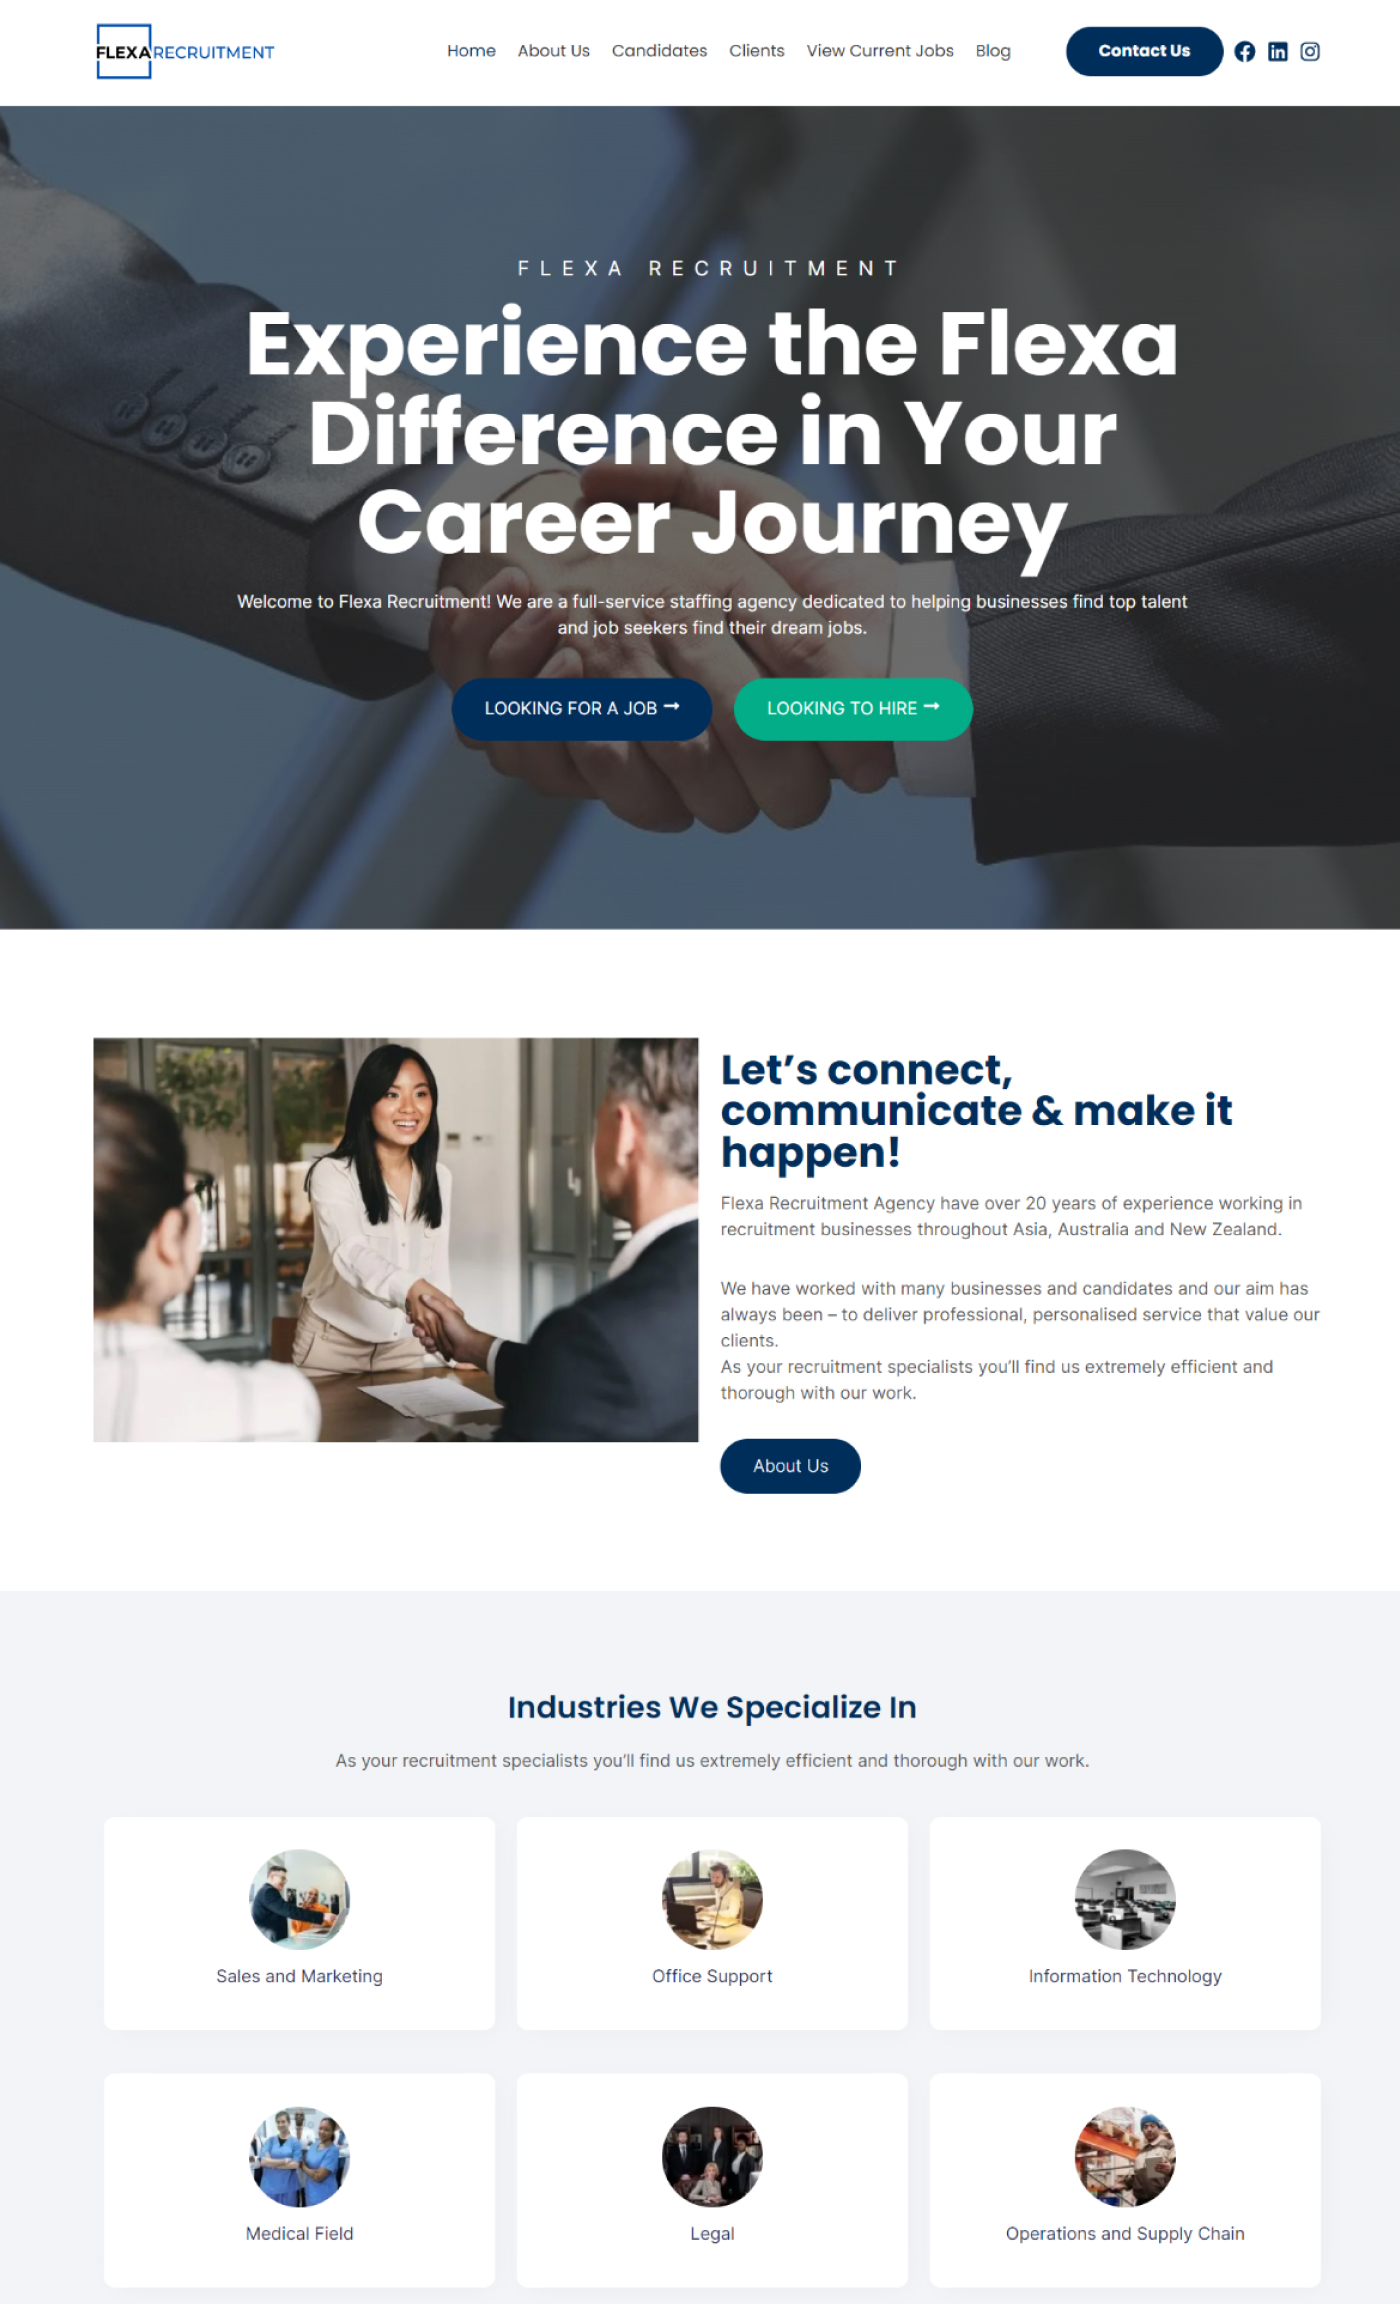 FLEXARECRUITMENT
Home About Us Candidates Clients View Current Jobs Blog
Contact Us
FLEXA RECRUITMENT
Experience the Flexa
Difference in Your
Career Journey
Welcome to Flexa Recruitment! We are a full-service staffing agency dedicated to helping businesses find top talent
and job seekers find their dream jobs.
LOOKING FOR A JOB
LOOKING TO HIRE
Let’s connect,
communicate & make it
happen!
Flexa Recruitment Agency have over 20 years of experience working in
recruitment businesses throughout Asia, Australia and New Zealand.
We have worked with many businesses and candidates and our aim has
always been – to deliver professional, personalised service that value our
clients.
As your recruitment specialists you’ll find us extremely efficient and
thorough with our work.
About Us
Industries We Specialize In
As your recruitment specialists you’ll find us extremely efficient and thorough with our work.
Sales and Marketing
Office Support
Information Technology
Medical Field
Legal
Operations and Supply Chain